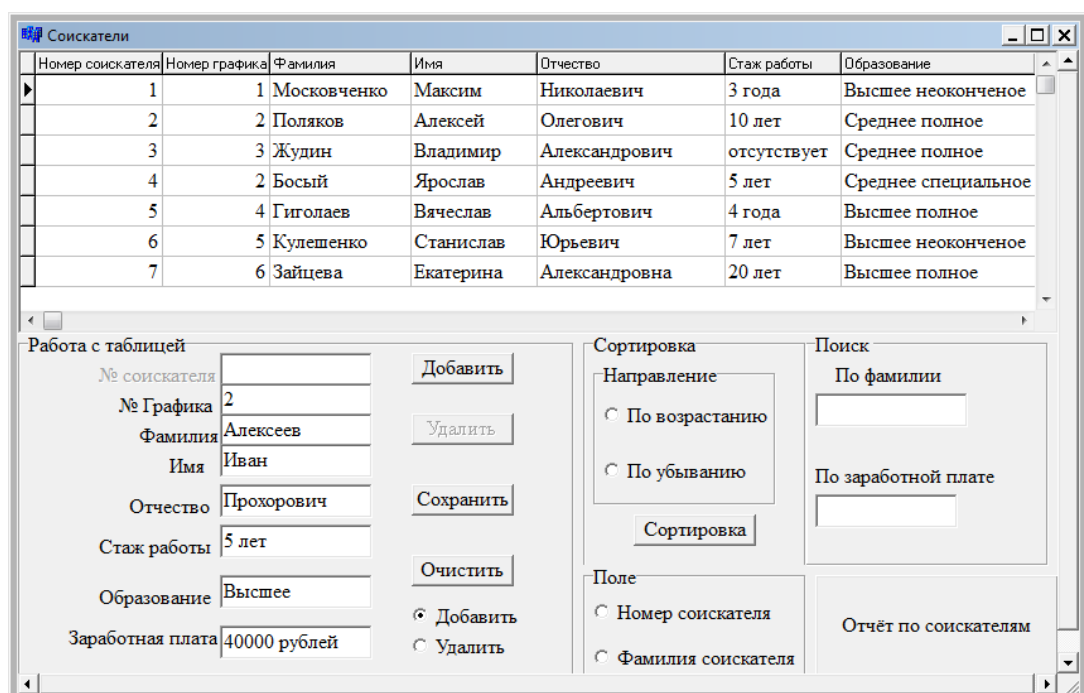 Соискатели
Номер соискателя Номер графика Фамилия Имя Отчество Стаж работы Образование
1 1 Московченко Максим Николаевич 3 года Высшее неоконченое
2 2 Поляков Алексей Олегович 10 лет Среднее полное
3 3 Жудин Владимир Александрович отсутствует Среднее полное
4 2 Босый Ярослав Андреевич 5 лет Среднее специальное
5 4 Гиголаев Вячеслав Альбертович 4 года Высшее полное
6 5 Кулешенко Станислав Юрьевич 7 лет Высшее неоконченое
7 6 Зайцева Екатерина Александровна 20 лет Высшее полное
Работа с таблицей
№ соискателя
№ Графика 2
Фамилия Алексеев
Имя Иван
Отчество Прохорович
Стаж работы 5 лет
Образование Высшее
Заработная плата 40000 рублей
Добавить
Удалить
Сохранить
Очистить
Добавить
Удалить
Сортировка
Направление
По возрастанию
По убыванию
Сортировка
Поле
Номер соискателя
Фамилия соискателя
Поиск
По фамилии
По заработной плате
Отчёт по соискателям